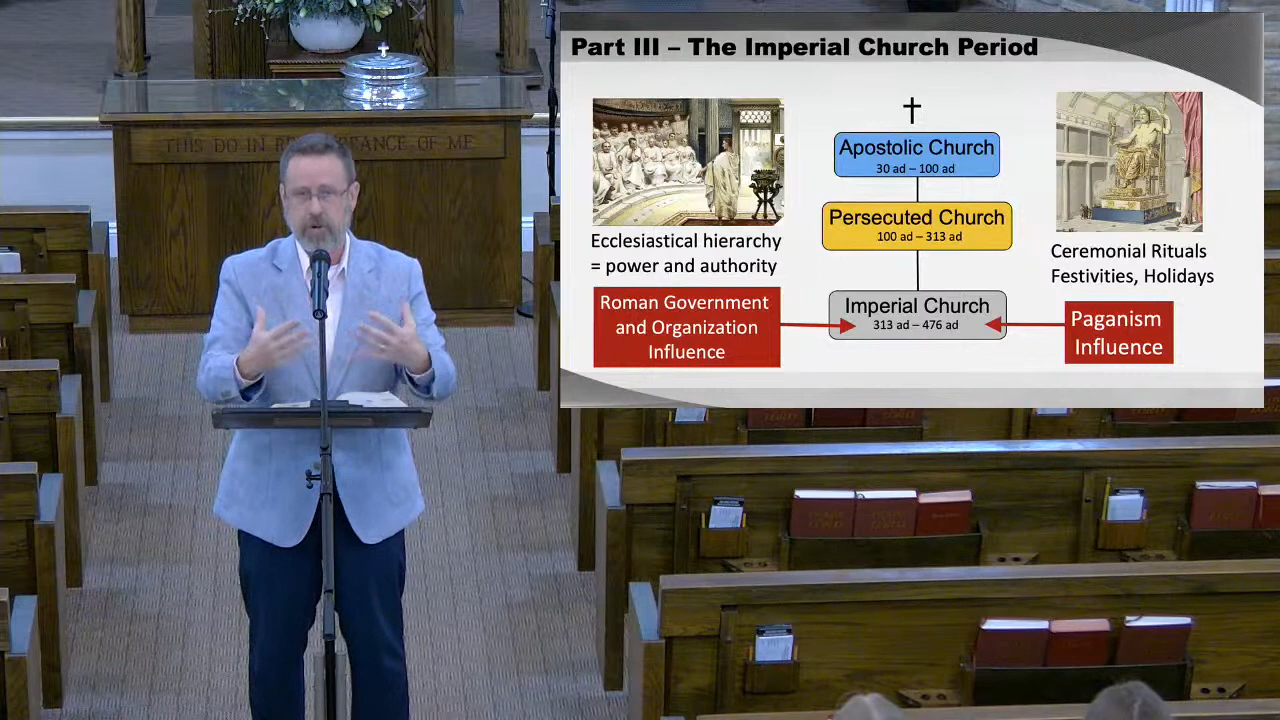 Part III – The Imperial Church Period
Ecclesiastical hierarchy
= power and authority
Roman Government
and Organization
Influence
Apostolic Church
30 ad – 100 ad
Persecuted Church
100 ad – 313 ad
Imperial Church
313 ad – 476 ad
Ceremonial Rituals
Festivities, Holidays
Paganism
Influence
THIS DO IN REMEMBRANCE OF ME